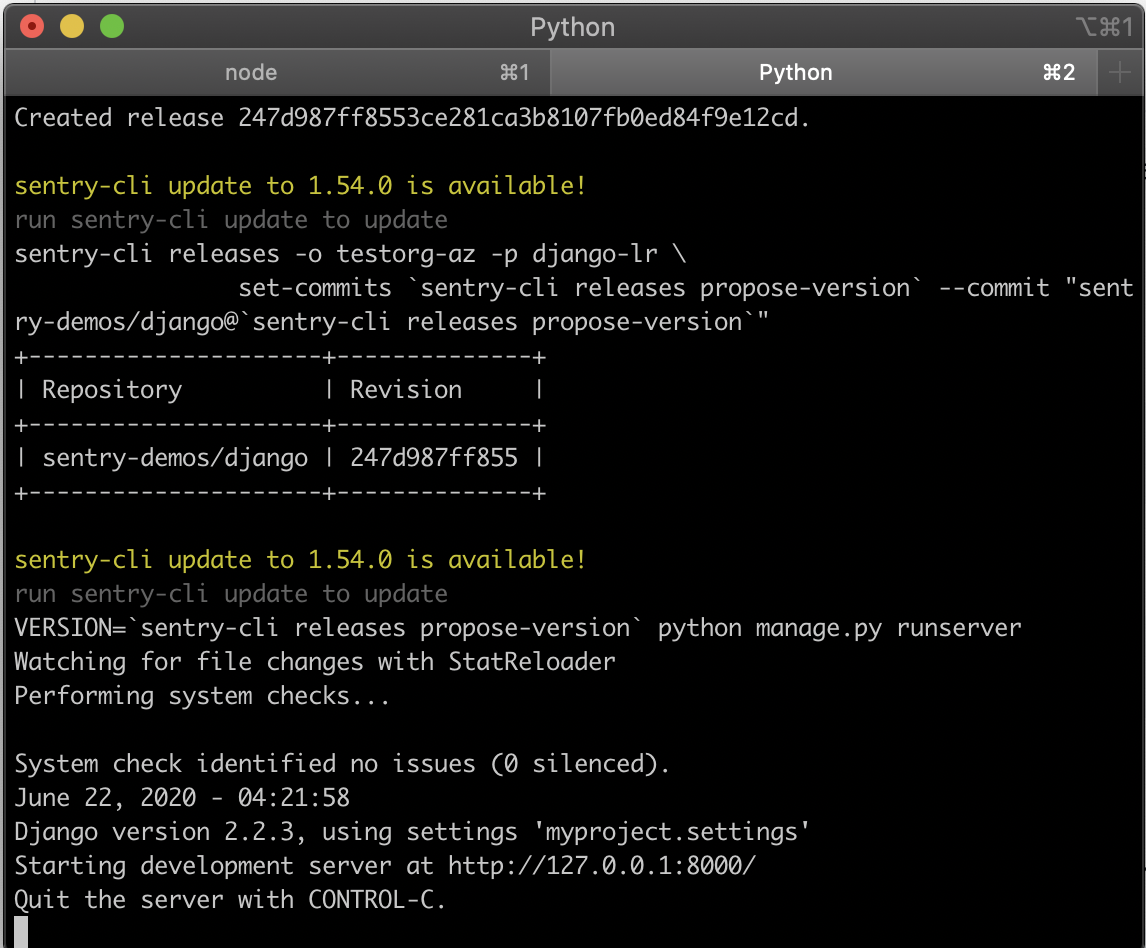 Python ⌥⌘1
node ⌘1 Python ⌘2 +
Created release 247d987ff8553ce281ca3b8107fb0ed84f9e12cd.
sentry-cli update to 1.54.0 is available!
run sentry-cli update to update
sentry-cli releases -o testorg-az -p django-lr \
                set-commits `sentry-cli releases propose-version` --commit "sent
ry-demos/django@`sentry-cli releases propose-version`"
+---------------------+--------------+
| Repository          | Revision     |
+---------------------+--------------+
| sentry-demos/django | 247d987ff855 |
+---------------------+--------------+
sentry-cli update to 1.54.0 is available!
run sentry-cli update to update
VERSION=`sentry-cli releases propose-version` python manage.py runserver
Watching for file changes with StatReloader
Performing system checks...
System check identified no issues (0 silenced).
June 22, 2020 - 04:21:58
Django version 2.2.3, using settings 'myproject.settings'
Starting development server at http://127.0.0.1:8000/
Quit the server with CONTROL-C.